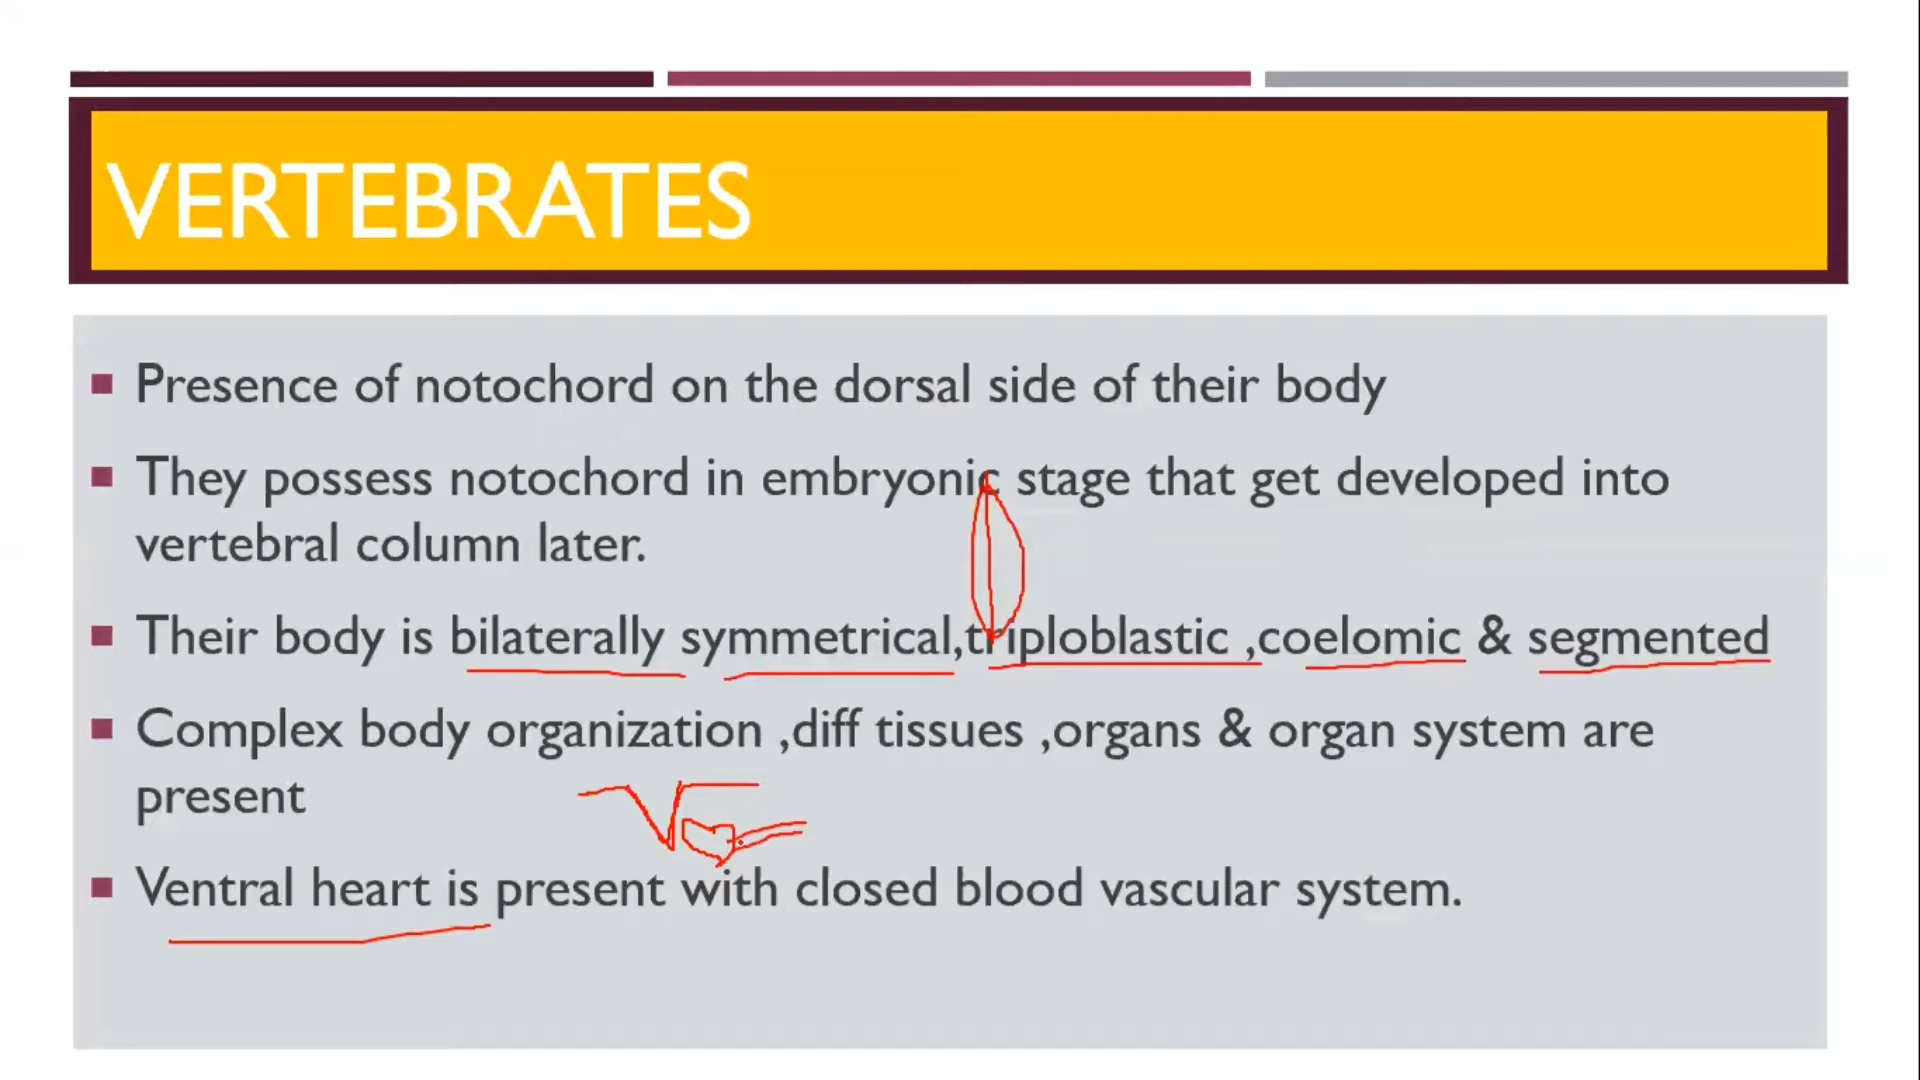 VERTEBRATES
Presence of notochord on the dorsal side of their body
They possess notochord in embryonic stage that get developed into
vertebral column later.
Their body is bilaterally symmetrical,triploblastic ,coelomic & segmented
Complex body organization ,diff tissues ,organs & organ system are
present
Ventral heart is present with closed blood vascular system.